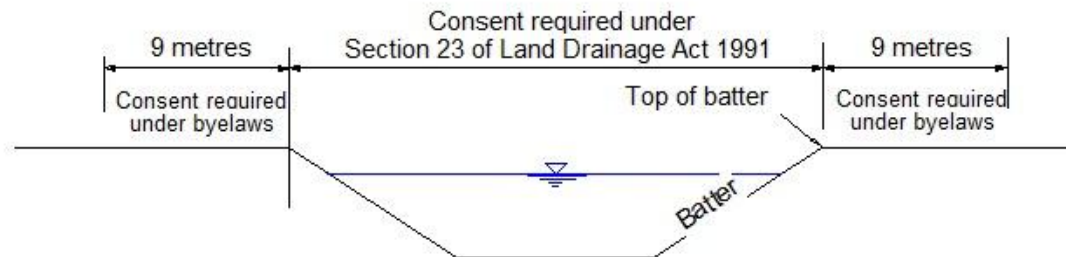 Consent required under
Section 23 of Land Drainage Act 1991
9 metres
9 metres
Consent required
under byelaws
Top of batter
Consent required
under byelaws
Batter